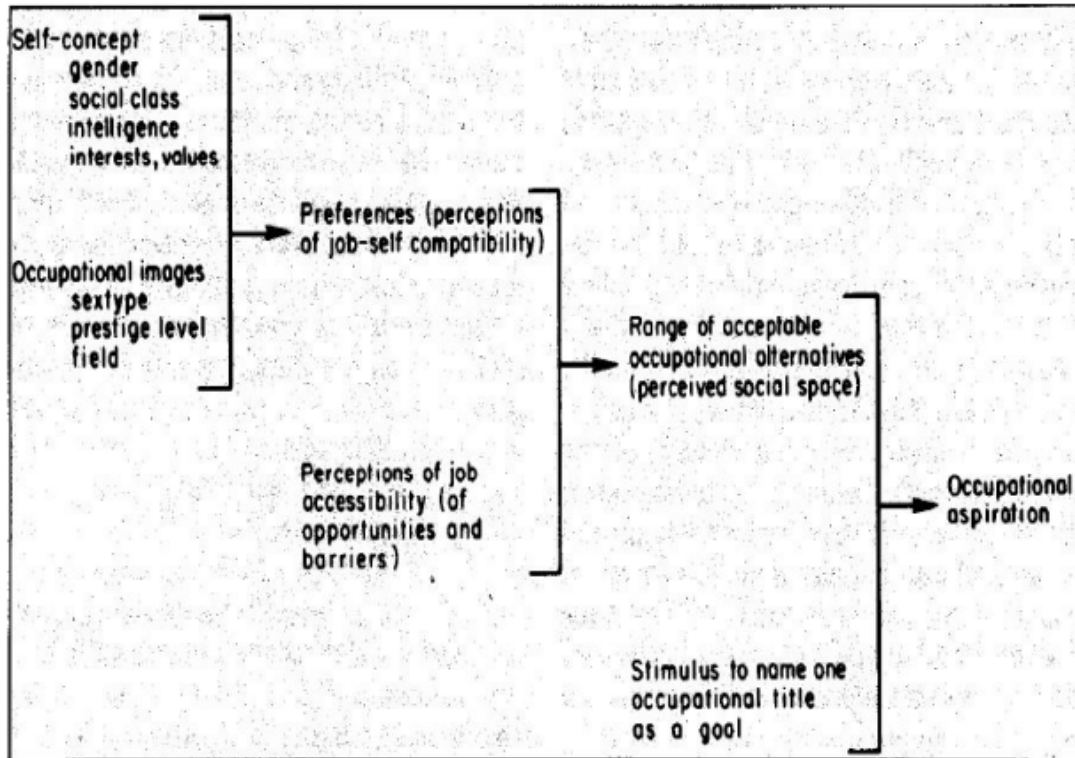 Self-concept
gender
social class
intelligence
interests, values
Occupational images
sextype
prestige level
field
Preferences (perceptions
of job-self compatibility)
Perceptions of job
accessibility (of
opportunities and
barriers)
Range of acceptable
occupational alternatives
(perceived social space)
Stimulus to name one
occupational title
as a goal
Occupational
aspiration